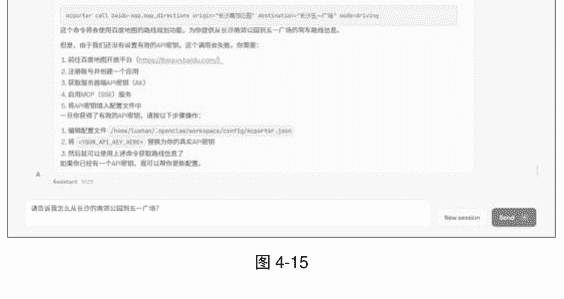 mcporter call baidu-map.map_directions origin="长沙南郊公园" destination="长沙五一广场" mode=driving
这个命令将会使用百度地图的路线规划功能，为你提供从长沙南郊公园到五一广场的驾车路线信息。
但是，由于我们还没有设置有效的API密钥，这个调用会失败。你需要：
1. 前往百度地图开放平台（https://lbsyun.baidu.com/）
2. 注册账号并创建一个应用
3. 获取服务器端API密钥（AK）
4. 启用MCP（SSE）服务
5. 将API密钥填入配置文件中
一旦你获得了有效的API密钥，请按以下步骤操作：
1. 编辑配置文件 /.openclaw/workspace/config/mcporter.json
2. 将 <YOUR_API_KEY_HERE> 替换为你的真实API密钥
3. 然后就可以使用上述命令获取路线信息了
如果你已经有一个API密钥，我可以帮你更新配置。
A
Assistant
请告诉我怎么从长沙的南郊公园到五一广场？
New session
Send
图 4-15